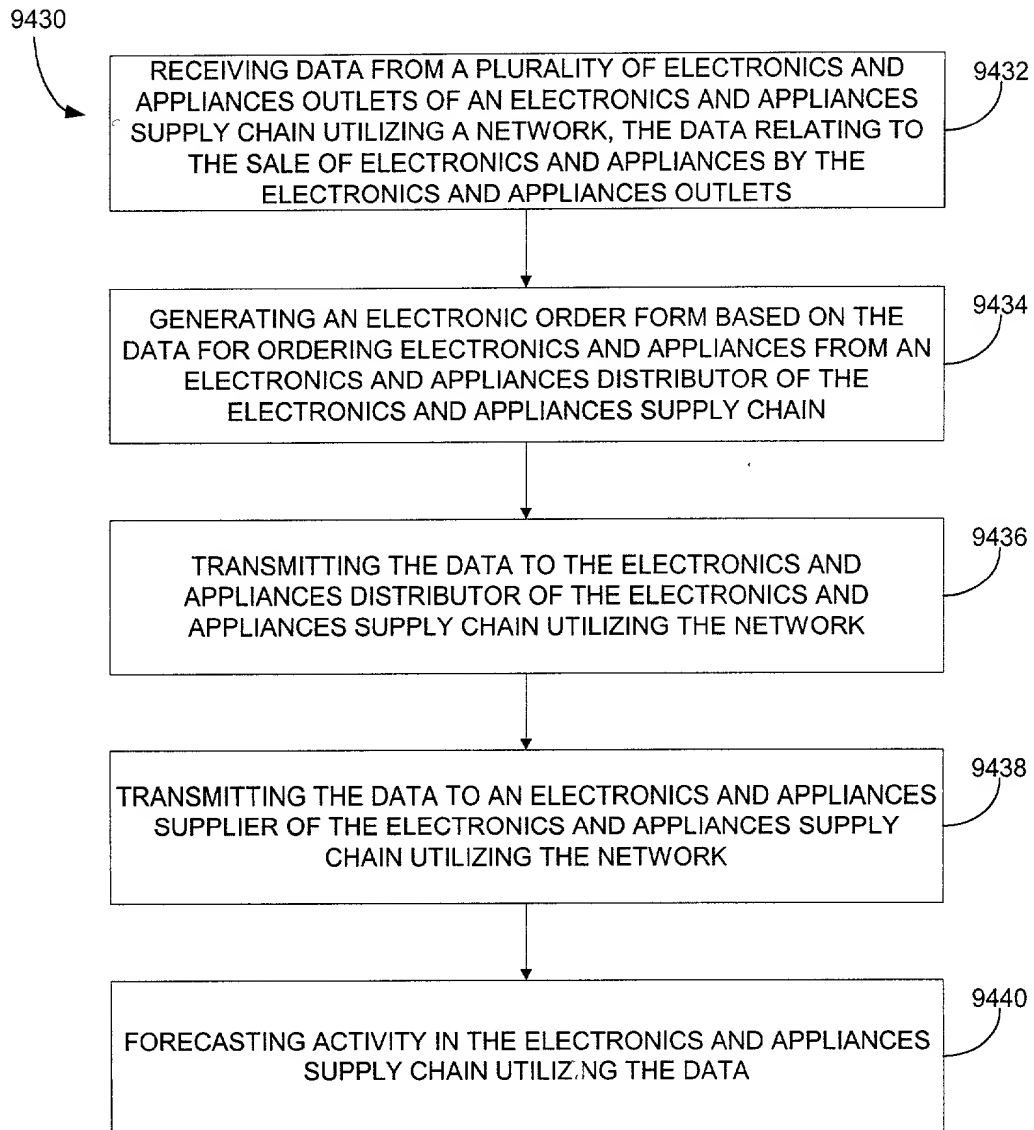 9430
RECEIVING DATA FROM A PLURALITY OF ELECTRONICS AND
APPLIANCES OUTLETS OF AN ELECTRONICS AND APPLIANCES
SUPPLY CHAIN UTILIZING A NETWORK, THE DATA RELATING TO
THE SALE OF ELECTRONICS AND APPLIANCES BY THE
ELECTRONICS AND APPLIANCES OUTLETS
9432
GENERATING AN ELECTRONIC ORDER FORM BASED ON THE
DATA FOR ORDERING ELECTRONICS AND APPLIANCES FROM AN
ELECTRONICS AND APPLIANCES DISTRIBUTOR OF THE
ELECTRONICS AND APPLIANCES SUPPLY CHAIN
9434
TRANSMITTING THE DATA TO THE ELECTRONICS AND
APPLIANCES DISTRIBUTOR OF THE ELECTRONICS AND
APPLIANCES SUPPLY CHAIN UTILIZING THE NETWORK
9436
TRANSMITTING THE DATA TO AN ELECTRONICS AND APPLIANCES
SUPPLIER OF THE ELECTRONICS AND APPLIANCES SUPPLY
CHAIN UTILIZING THE NETWORK
9438
FORECASTING ACTIVITY IN THE ELECTRONICS AND APPLIANCES
SUPPLY CHAIN UTILIZING THE DATA
9440